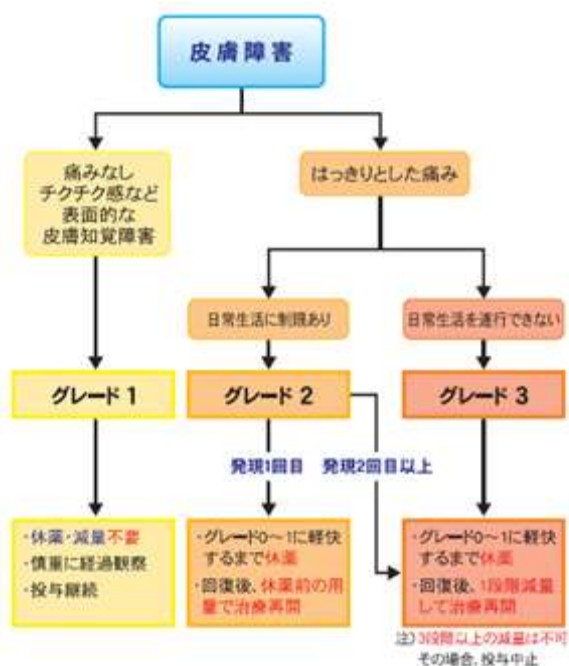 皮膚障害
痛みなし
チクチク感など
表面的な
皮膚知覚障害
はっきりとした痛み
日常生活に制限あり
日常生活を遂行できない
グレード 1
グレード 2
グレード 3
発現1回目
発現2回目以上
・休薬・減量不要
・慎重に経過観察
・投与継続
・グレード0〜1に軽快
するまで休薬
・回復後、休薬前の用
量で治療再開
・グレード0〜1に軽快
するまで休薬
・回復後、1段階減量
して治療再開
注)3段階以上の減量は不可
その場合、投与中止